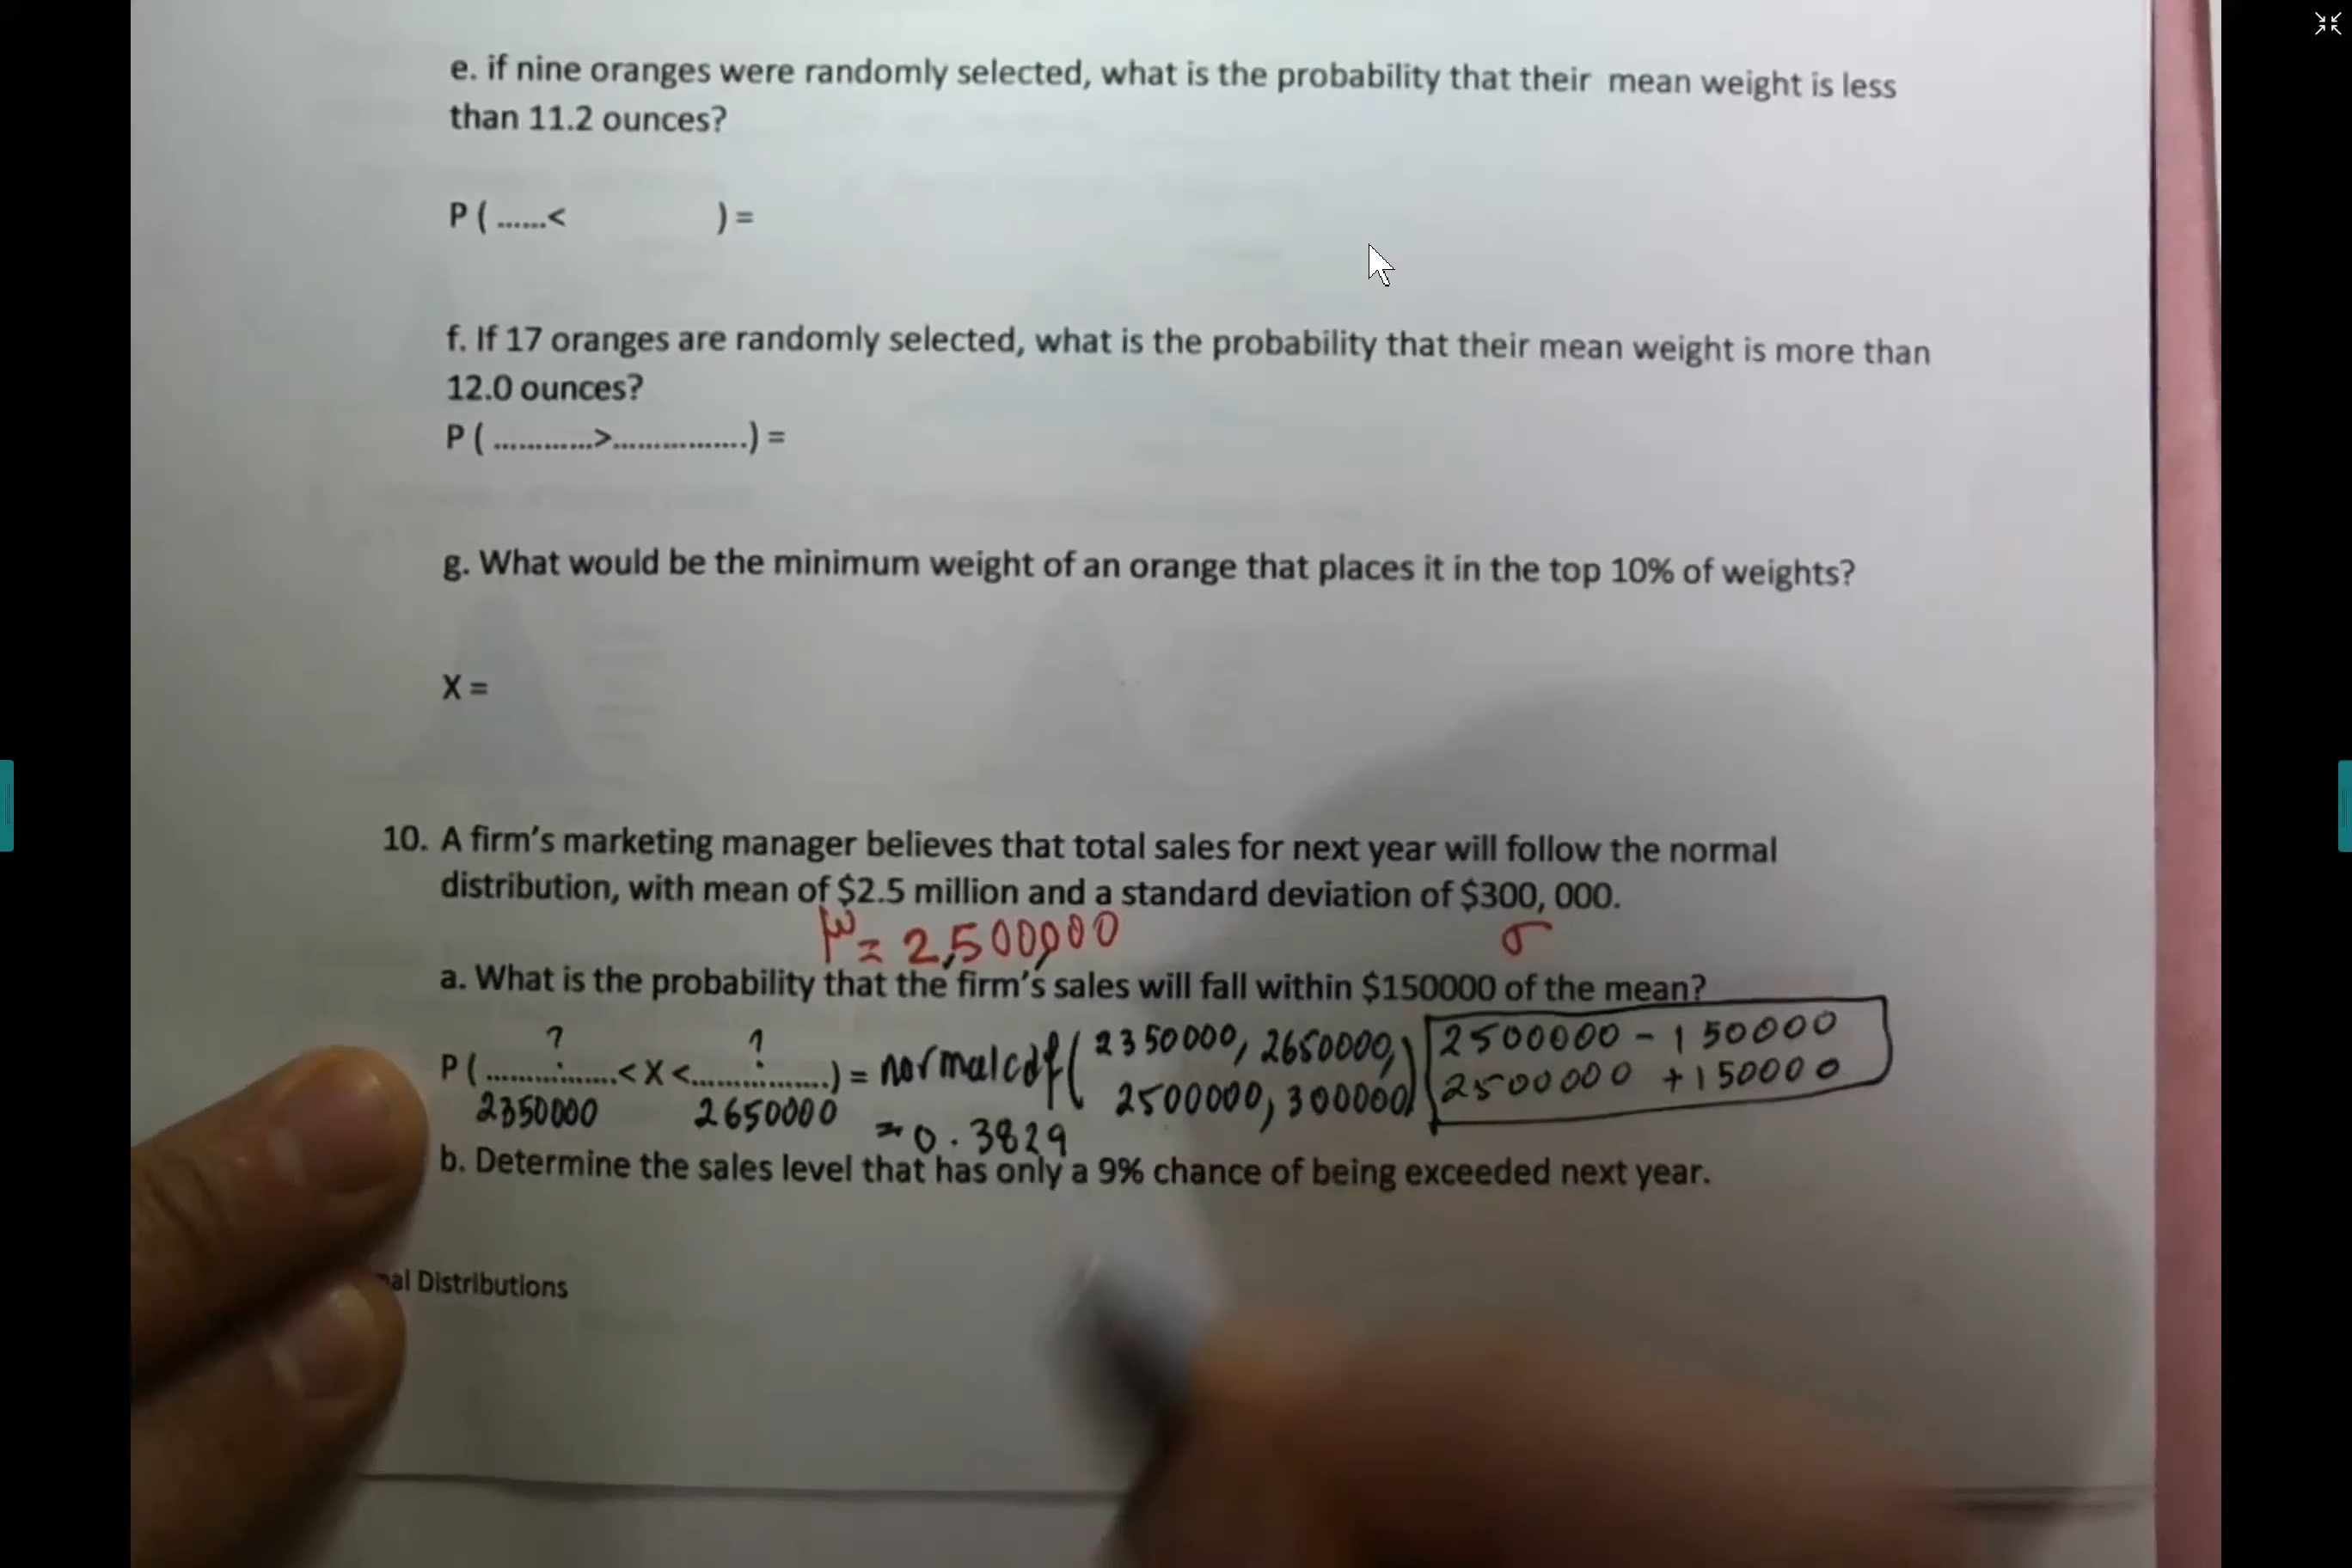 e. if nine oranges were randomly selected, what is the probability that their mean weight is less
than 11.2 ounces?
P ( ......< ) =
f. If 17 oranges are randomly selected, what is the probability that their mean weight is more than
12.0 ounces?
P ( ............>................) =
g. What would be the minimum weight of an orange that places it in the top 10% of weights?
X =
10. A firm's marketing manager believes that total sales for next year will follow the normal
distribution, with mean of $2.5 million and a standard deviation of $300, 000.
μ = 2,500,000 σ
a. What is the probability that the firm's sales will fall within $150000 of the mean?
? ?
P (................< X <................) = normalcdf( 2350000, 2650000,
2500000, 300000)
2350000 2650000
≈ 0.3829
2500000 - 150000
2500000 + 150000
b. Determine the sales level that has only a 9% chance of being exceeded next year.
al Distributions